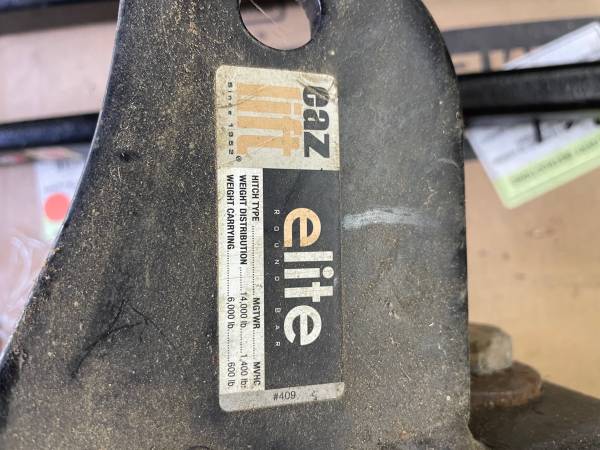 eaz
lift
Since 1952®
elite
ROUND BAR
HITCH TYPE .......... MGTWR MVHC
WEIGHT DISTRIBUTION ....... 14,000 lb. 1,400 lb.
WEIGHT CARRYING ............ 6,000 lb. 600 lb.
#409